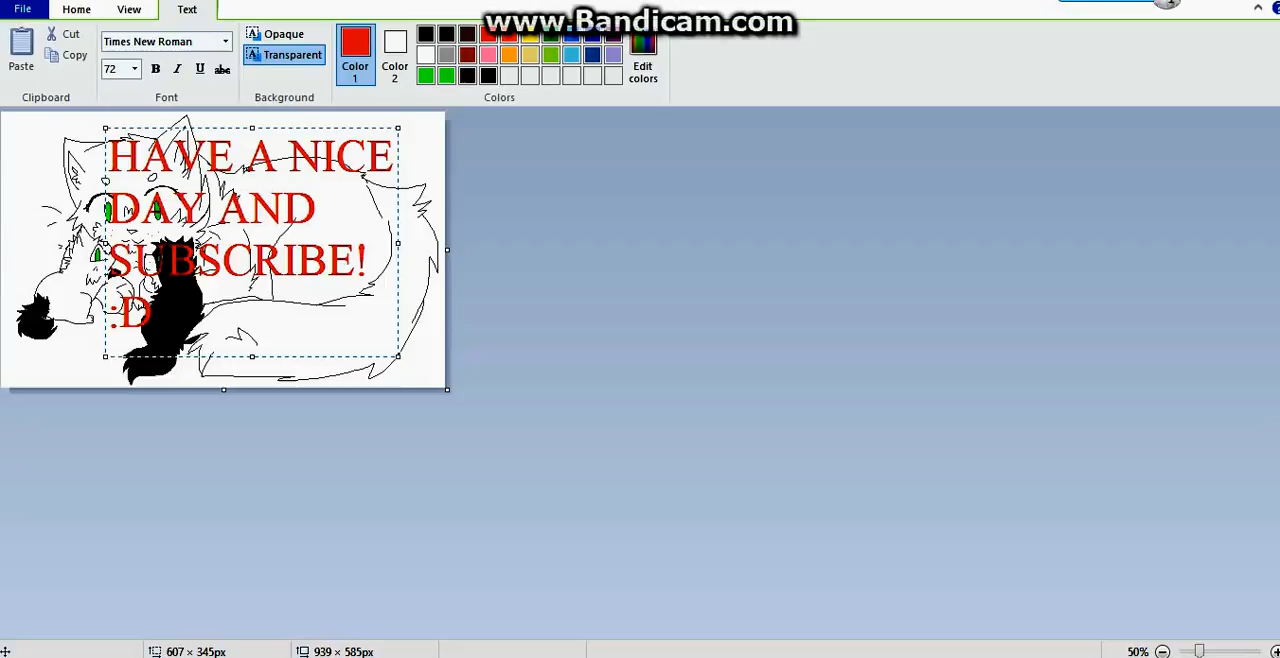 www.Bandicam.com
File Home View Text
Paste
Cut
Copy
Clipboard
Times New Roman
72 B I U abc
Font
Opaque
Transparent
Background
Color 1
Color 2
Edit colors
Colors
HAVE A NICE
DAY AND
SUBSCRIBE!
:D
607 × 345px
939 × 585px
50%